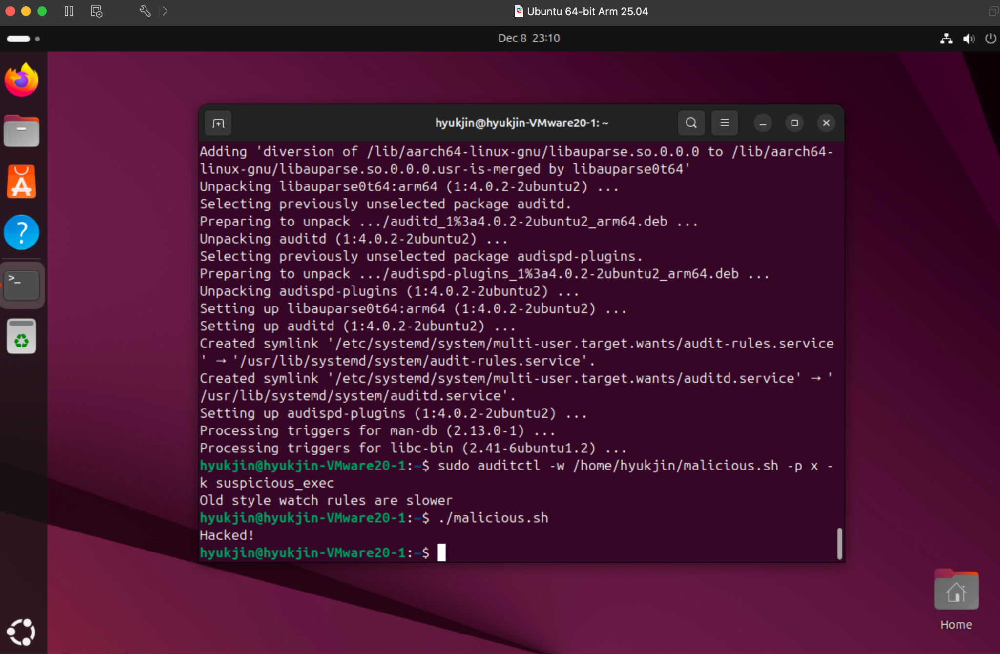 Ubuntu 64-bit Arm 25.04
Dec 8 23:10
hyukjin@hyukjin-VMware20-1: ~
Adding 'diversion of /lib/aarch64-linux-gnu/libauparse.so.0.0.0 to /lib/aarch64-
linux-gnu/libauparse.so.0.0.0.usr-is-merged by libauparse0t64'
Unpacking libauparse0t64:arm64 (1:4.0.2-2ubuntu2) ...
Selecting previously unselected package auditd.
Preparing to unpack .../auditd_1%3a4.0.2-2ubuntu2_arm64.deb ...
Unpacking auditd (1:4.0.2-2ubuntu2) ...
Selecting previously unselected package audispd-plugins.
Preparing to unpack .../audispd-plugins_1%3a4.0.2-2ubuntu2_arm64.deb ...
Unpacking audispd-plugins (1:4.0.2-2ubuntu2) ...
Setting up libauparse0t64:arm64 (1:4.0.2-2ubuntu2) ...
Setting up auditd (1:4.0.2-2ubuntu2) ...
Created symlink '/etc/systemd/system/multi-user.target.wants/audit-rules.service
' → '/usr/lib/systemd/system/audit-rules.service'.
Created symlink '/etc/systemd/system/multi-user.target.wants/auditd.service' → '
/usr/lib/systemd/system/auditd.service'.
Setting up audispd-plugins (1:4.0.2-2ubuntu2) ...
Processing triggers for man-db (2.13.0-1) ...
Processing triggers for libc-bin (2.41-6ubuntu1.2) ...
hyukjin@hyukjin-VMware20-1:~$ sudo auditctl -w /home/hyukjin/malicious.sh -p x -
k suspicious_exec
Old style watch rules are slower
hyukjin@hyukjin-VMware20-1:~$ ./malicious.sh
Hacked!
hyukjin@hyukjin-VMware20-1:~$
Home